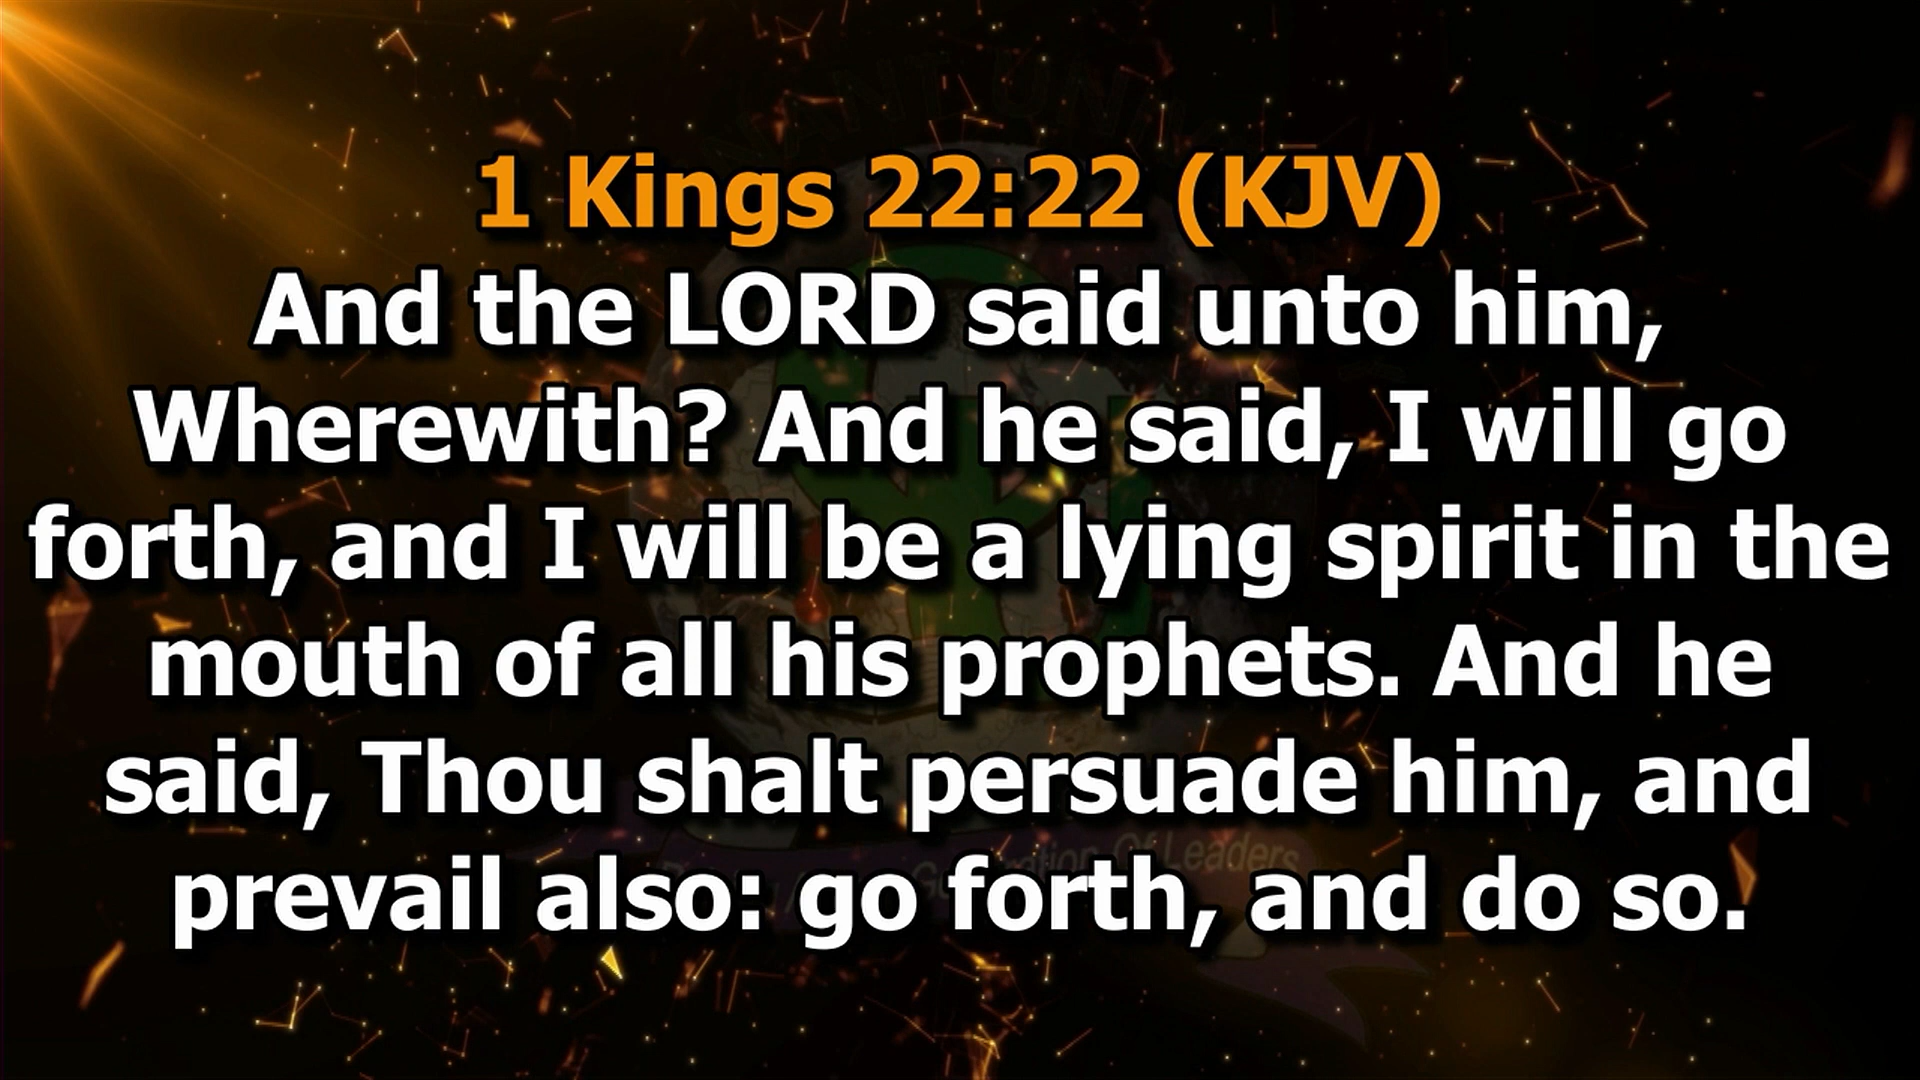 1 Kings 22:22 (KJV)
And the LORD said unto him,
Wherewith? And he said, I will go
forth, and I will be a lying spirit in the
mouth of all his prophets. And he
said, Thou shalt persuade him, and
prevail also: go forth, and do so.
Of Leaders